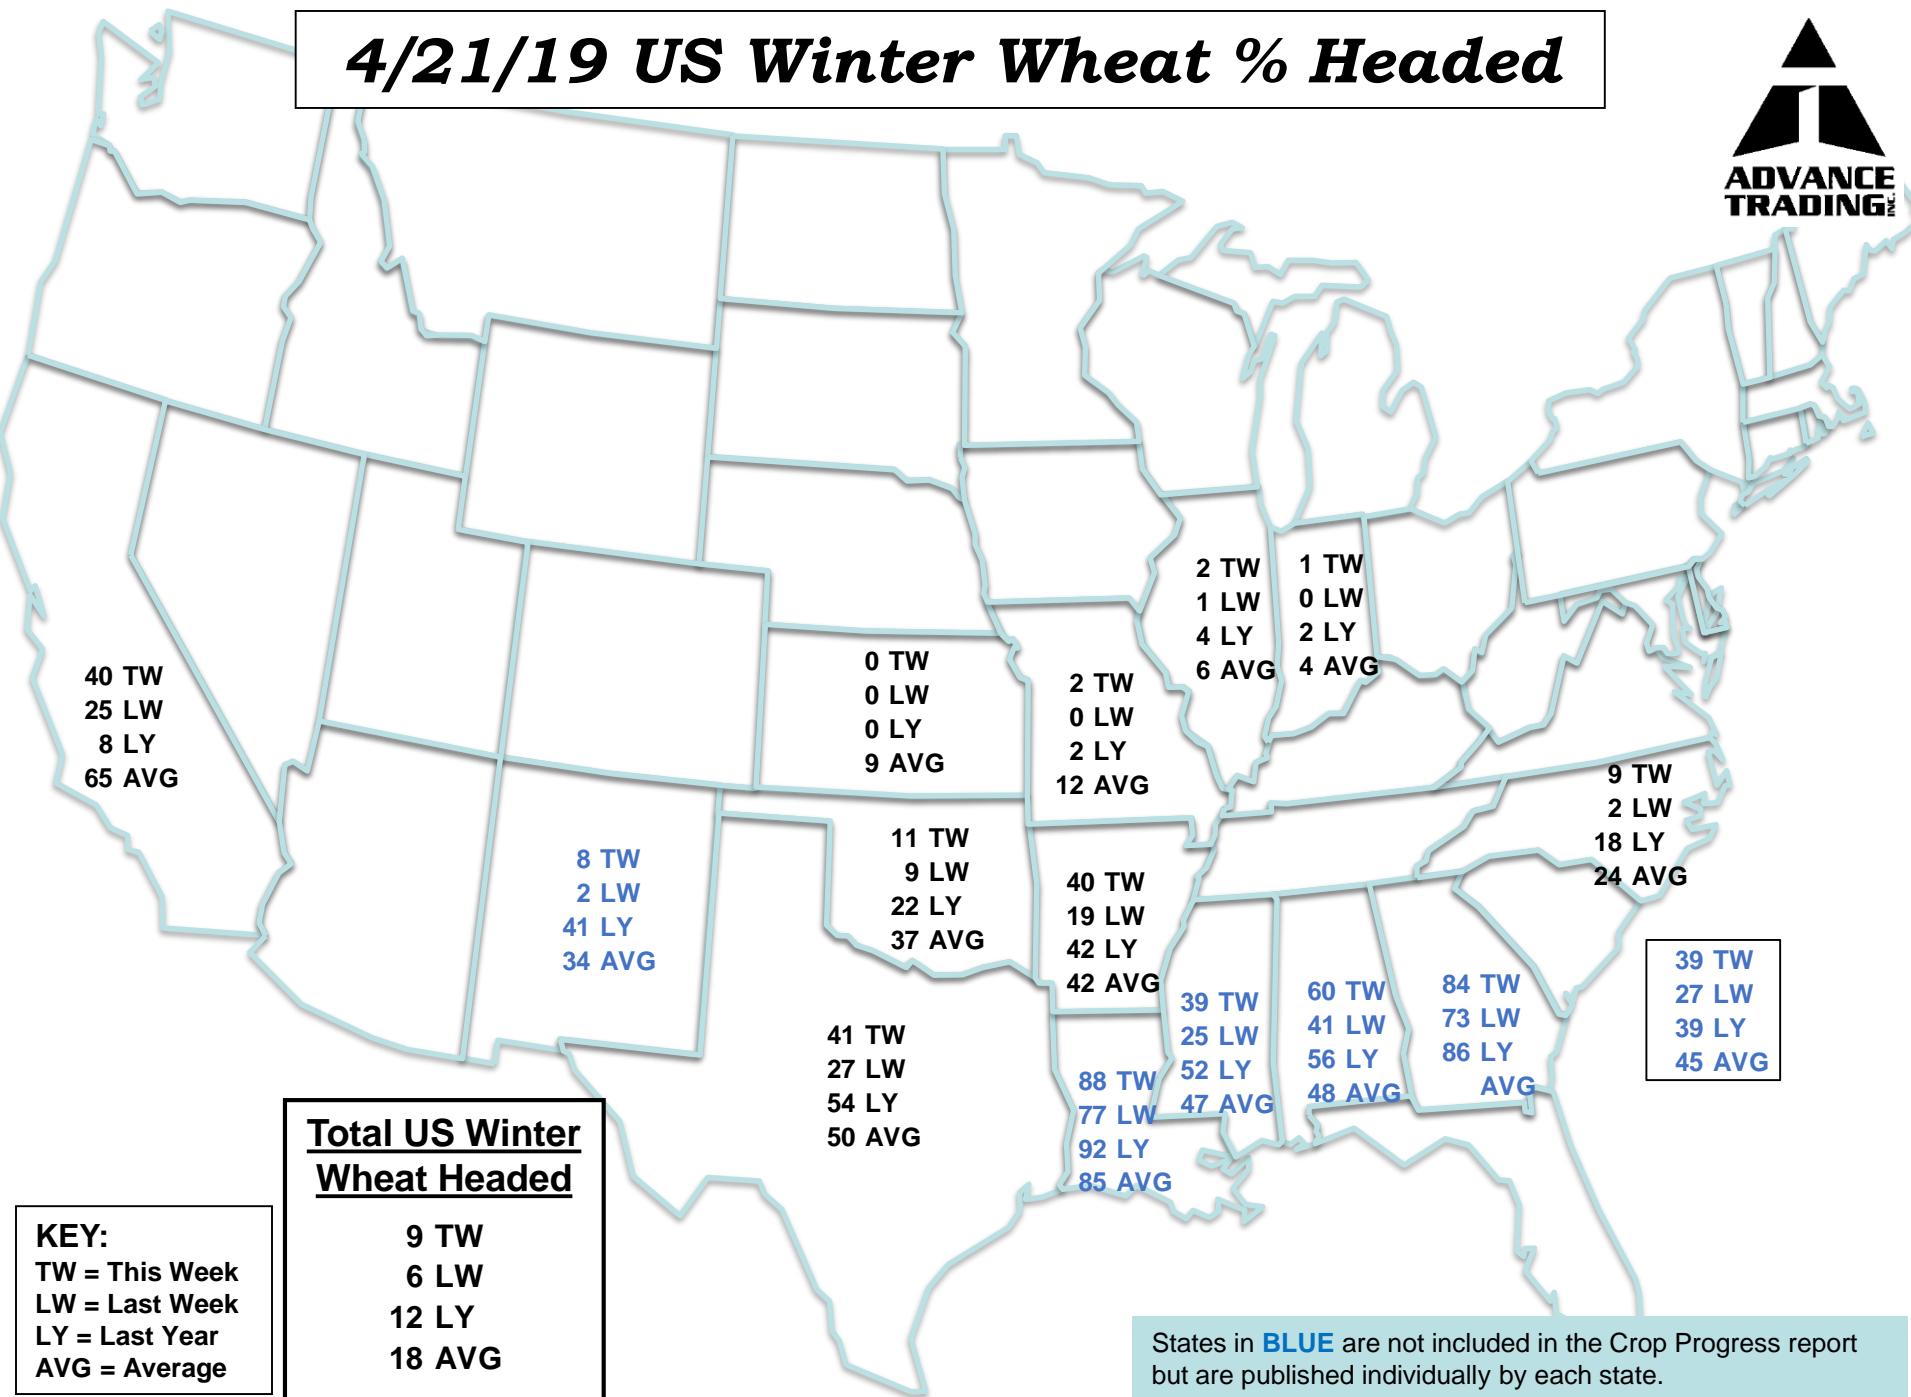 4/21/19 US Winter Wheat % Headed
ADVANCE
TRADING INC.
2 TW
1 LW
4 LY
6 AVG
1 TW
0 LW
2 LY
4 AVG
40 TW
25 LW
8 LY
65 AVG
0 TW
0 LW
0 LY
9 AVG
2 TW
0 LW
2 LY
12 AVG
9 TW
2 LW
18 LY
24 AVG
8 TW
2 LW
41 LY
34 AVG
11 TW
9 LW
22 LY
37 AVG
40 TW
19 LW
42 LY
42 AVG
41 TW
27 LW
54 LY
50 AVG
88 TW
77 LW
92 LY
85 AVG
39 TW
25 LW
52 LY
47 AVG
60 TW
41 LW
56 LY
48 AVG
84 TW
73 LW
86 LY
AVG
39 TW
27 LW
39 LY
45 AVG
Total US Winter
Wheat Headed
9 TW
6 LW
12 LY
18 AVG
KEY:
TW = This Week
LW = Last Week
LY = Last Year
AVG = Average
States in BLUE are not included in the Crop Progress report
but are published individually by each state.